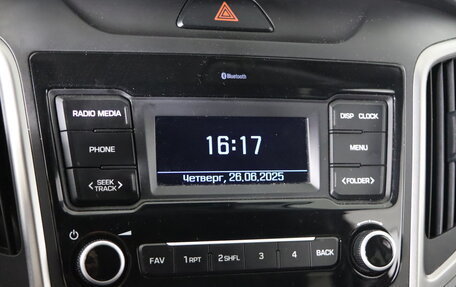 Bluetooth
RADIO MEDIA
DISP CLOCK
16:17
PHONE
MENU
< SEEK TRACK >
Четверг, 26.06.2025
<FOLDER>
FAV
1 RPT
2 SHFL
3
4
BACK